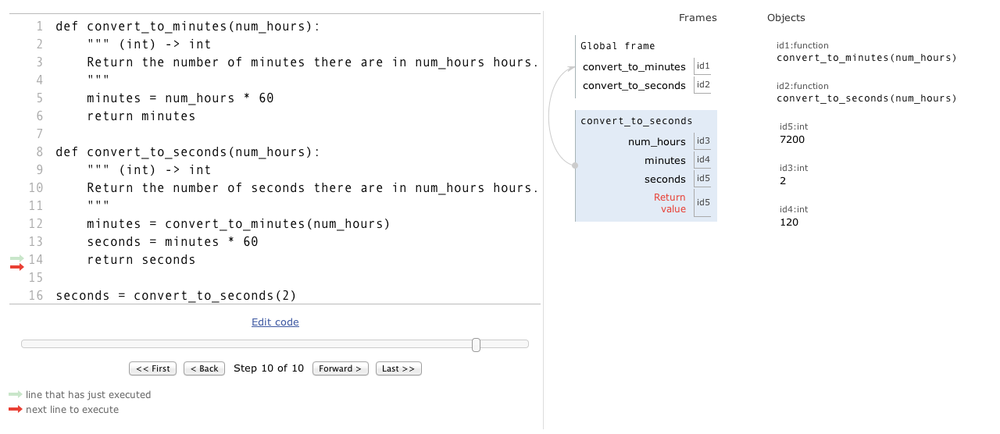 1 def convert_to_minutes(num_hours):
2     """ (int) -> int
3     Return the number of minutes there are in num_hours hours.
4     """
5     minutes = num_hours * 60
6     return minutes
7
8 def convert_to_seconds(num_hours):
9     """ (int) -> int
10     Return the number of seconds there are in num_hours hours.
11     """
12     minutes = convert_to_minutes(num_hours)
13     seconds = minutes * 60
14     return seconds
15
16 seconds = convert_to_seconds(2)
Edit code
<< First < Back Step 10 of 10 Forward > Last >>
line that has just executed
next line to execute
Frames Objects
Global frame
convert_to_minutes id1
convert_to_seconds id2
convert_to_seconds
num_hours id3
minutes id4
seconds id5
Return
value id5
id1:function
convert_to_minutes(num_hours)
id2:function
convert_to_seconds(num_hours)
id5:int
7200
id3:int
2
id4:int
120